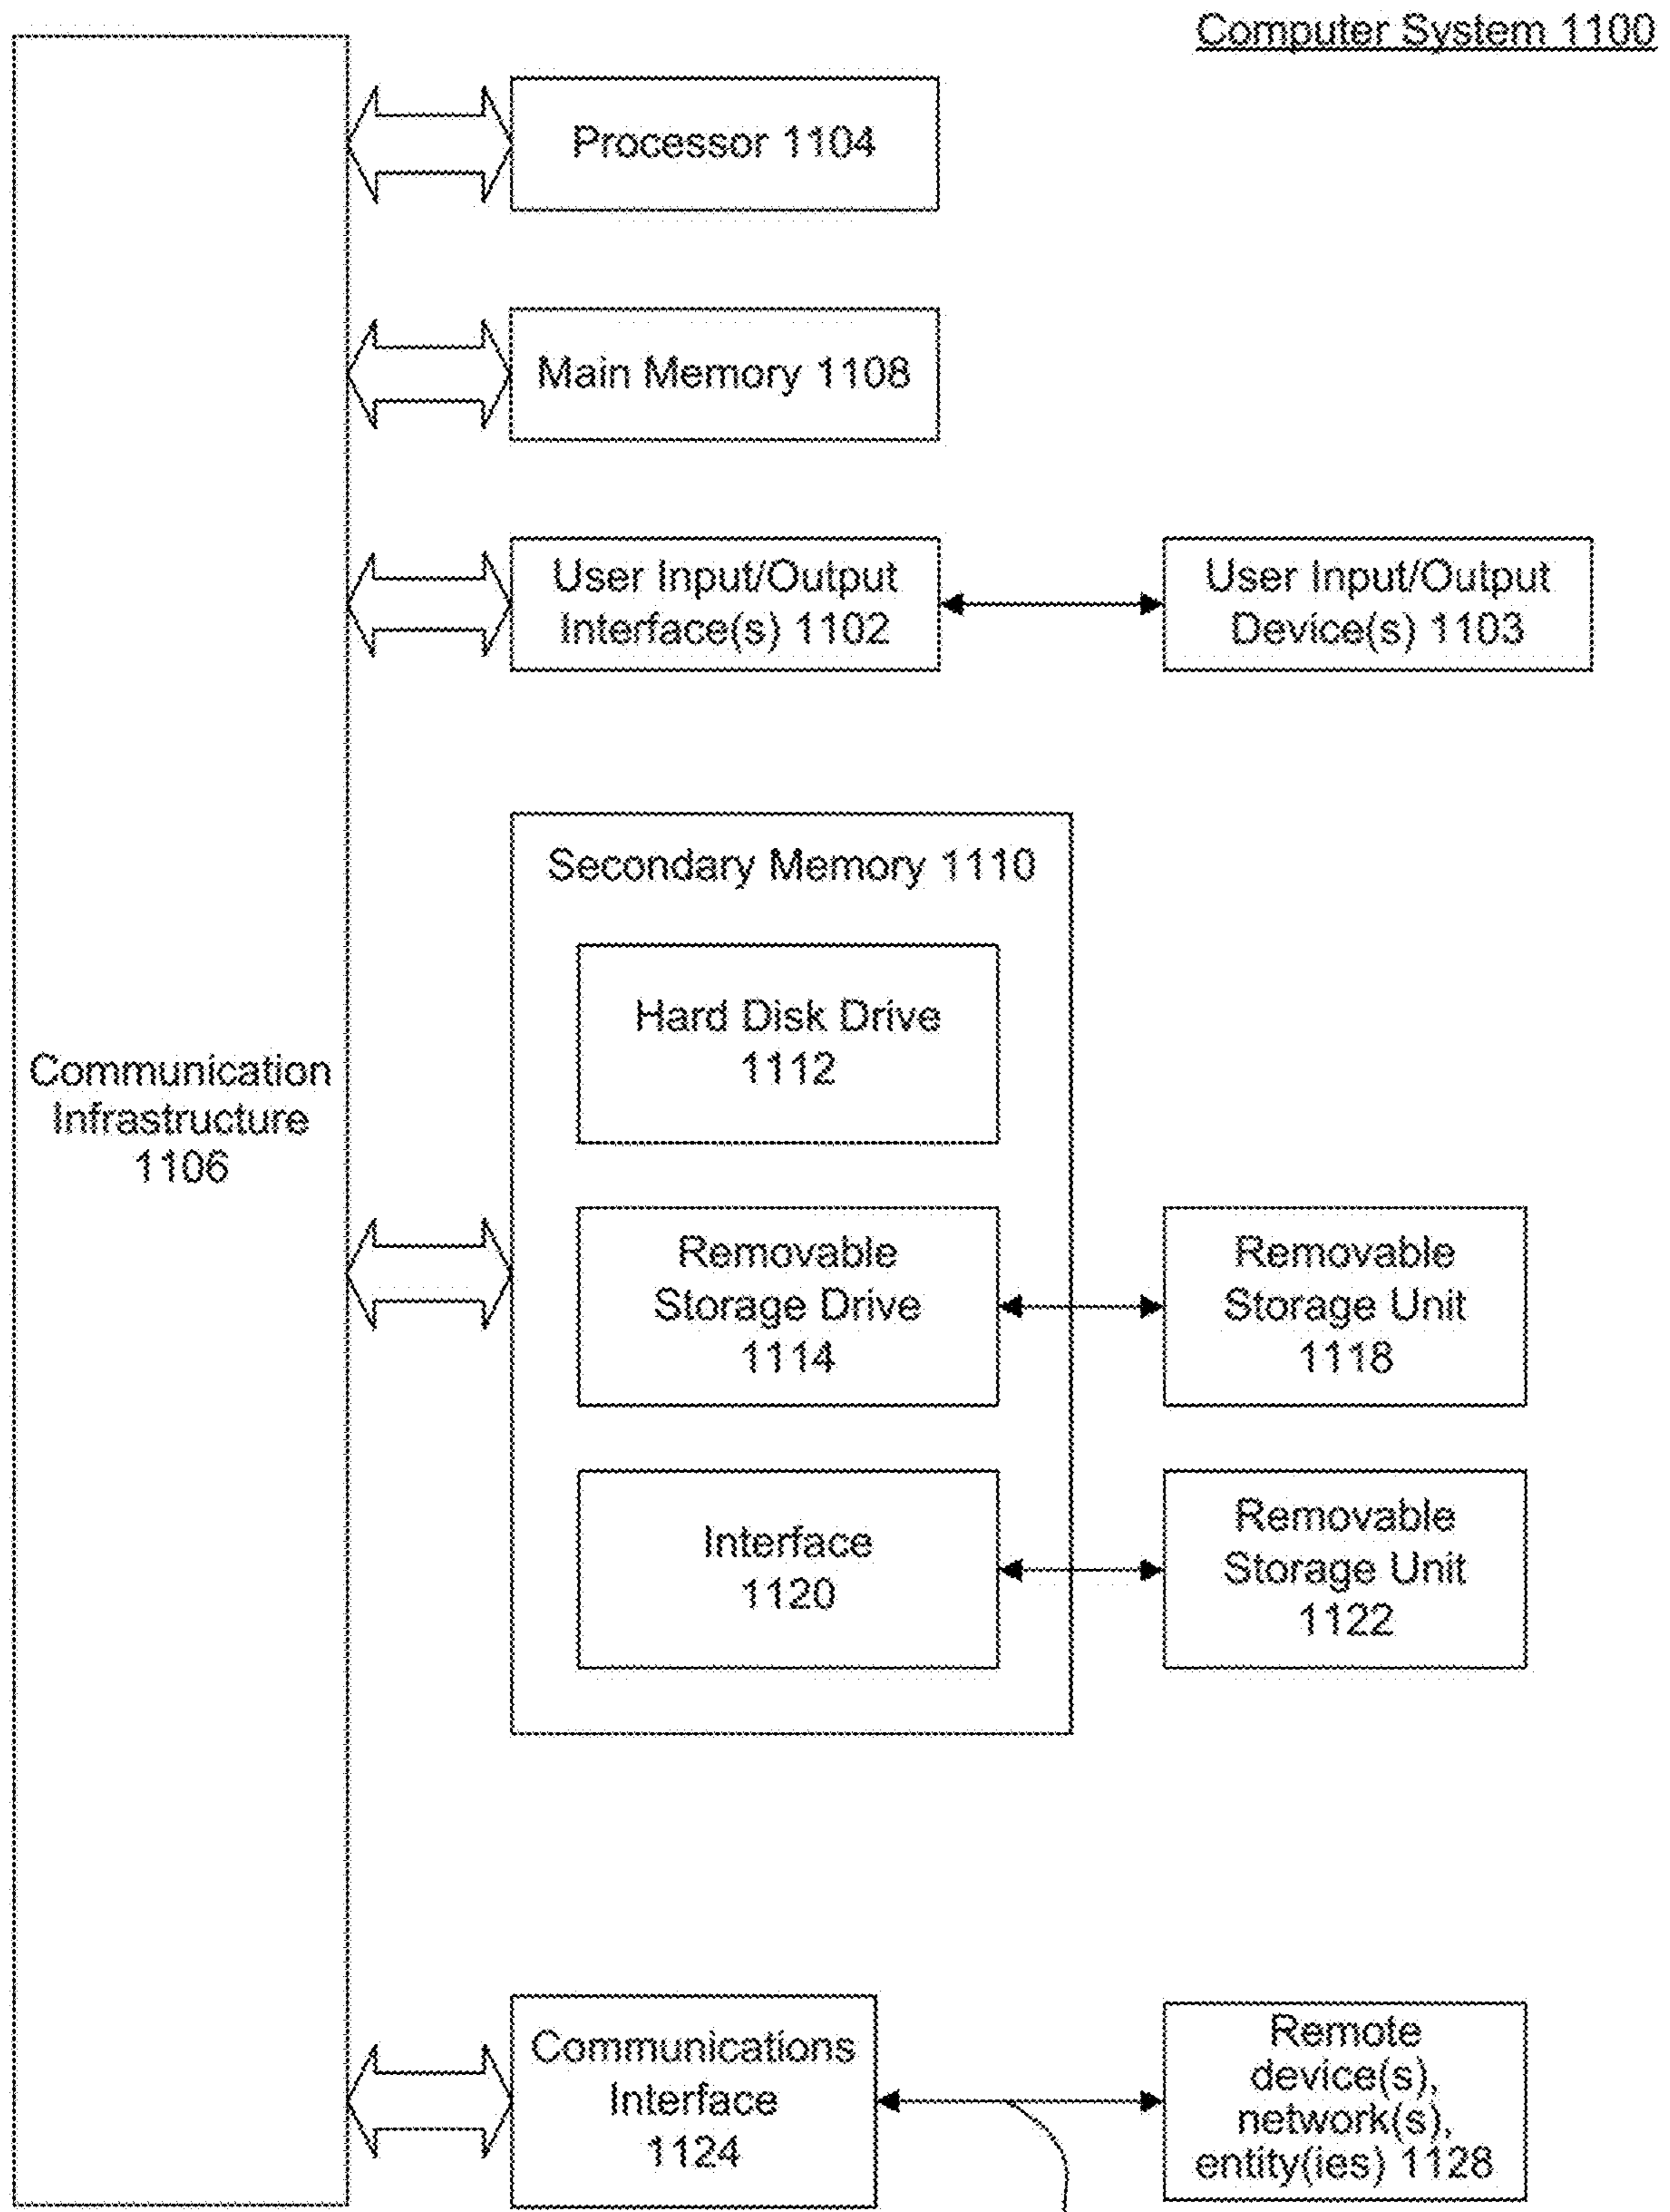 Computer System 1100
Processor 1104
Main Memory 1108
User Input/Output
Interface(s) 1102
User Input/Output
Device(s) 1103
Secondary Memory 1110
Hard Disk Drive
1112
Communication
Infrastructure
1106
Removable
Storage Drive
1114
Removable
Storage Unit
1118
Interface
1120
Removable
Storage Unit
1122
Communications
Interface
1124
Remote
device(s),
network(s),
entity(ies) 1128